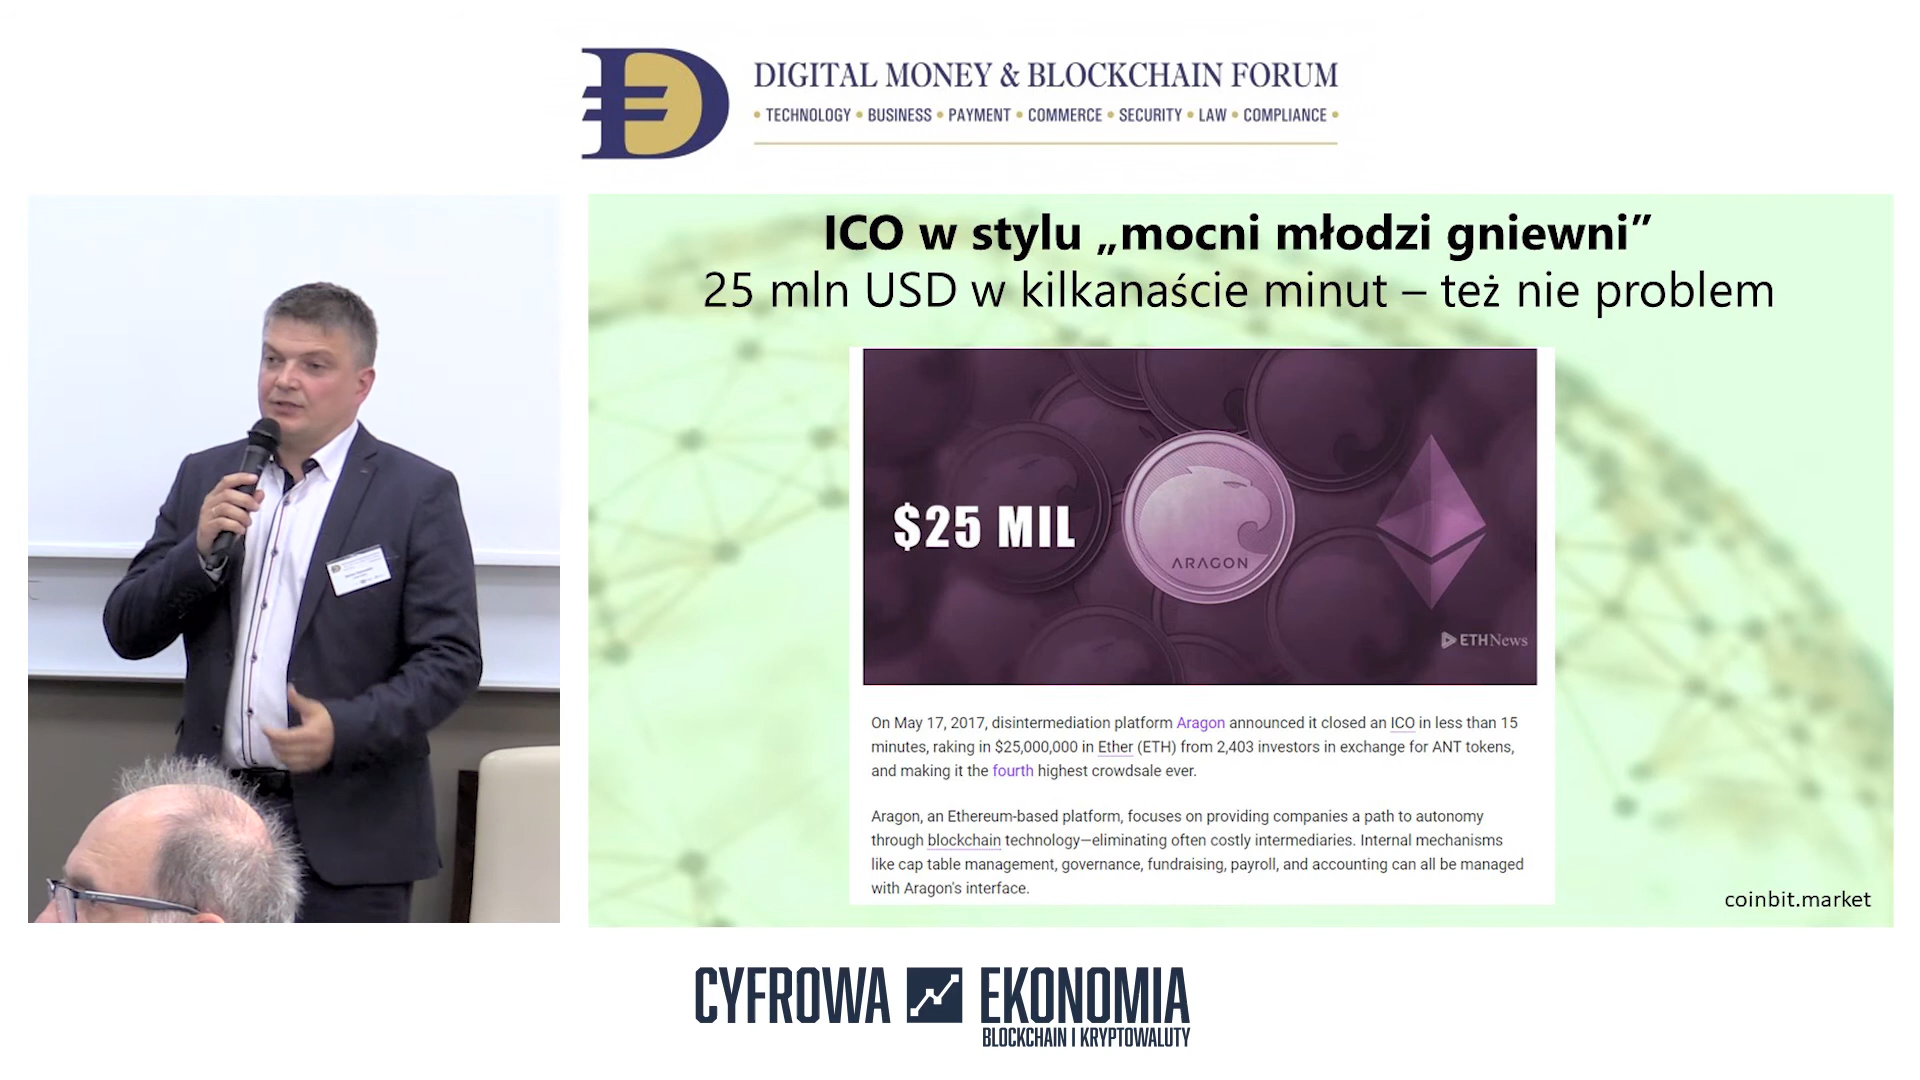 DIGITAL MONEY & BLOCKCHAIN FORUM
• TECHNOLOGY • BUSINESS • PAYMENT • COMMERCE • SECURITY • LAW • COMPLIANCE •
ICO w stylu „mocni młodzi gniewni”
25 mln USD w kilkanaście minut – też nie problem
$25 MIL
ARAGON
ETHNews
On May 17, 2017, disintermediation platform Aragon announced it closed an ICO in less than 15
minutes, raking in $25,000,000 in Ether (ETH) from 2,403 investors in exchange for ANT tokens,
and making it the fourth highest crowdsale ever.
Aragon, an Ethereum-based platform, focuses on providing companies a path to autonomy
through blockchain technology—eliminating often costly intermediaries. Internal mechanisms
like cap table management, governance, fundraising, payroll, and accounting can all be managed
with Aragon's interface.
coinbit.market
CYFROWA EKONOMIA
BLOCKCHAIN I KRYPTOWALUTY